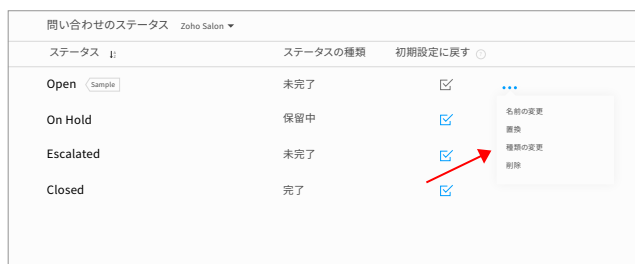 問い合わせのステータス Zoho Salon
ステータス ステータスの種類 初期設定に戻す
Open Sample 未完了
On Hold 保留中
Escalated 未完了
Closed 完了
名前の変更
置換
種類の変更
削除